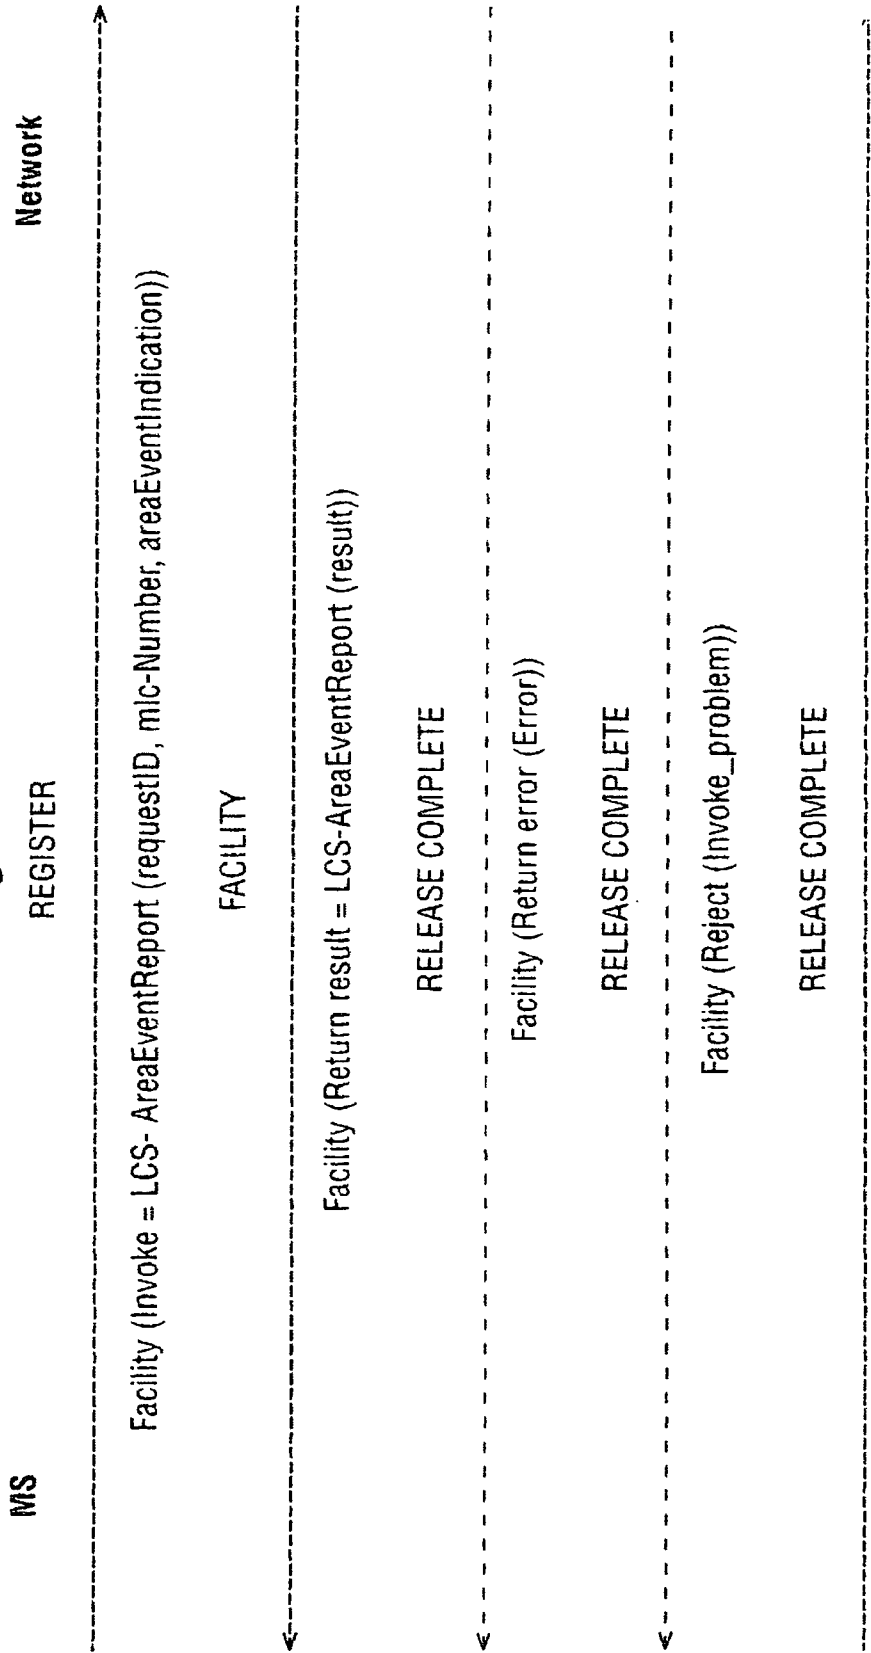 MS
Network
REGISTER
Facility (Invoke = LCS- AreaEventReport (requestID, mlc-Number, areaEventIndication))
FACILITY
Facility (Return result = LCS-AreaEventReport (result))
RELEASE COMPLETE
Facility (Return error (Error))
RELEASE COMPLETE
Facility (Reject (Invoke_problem))
RELEASE COMPLETE